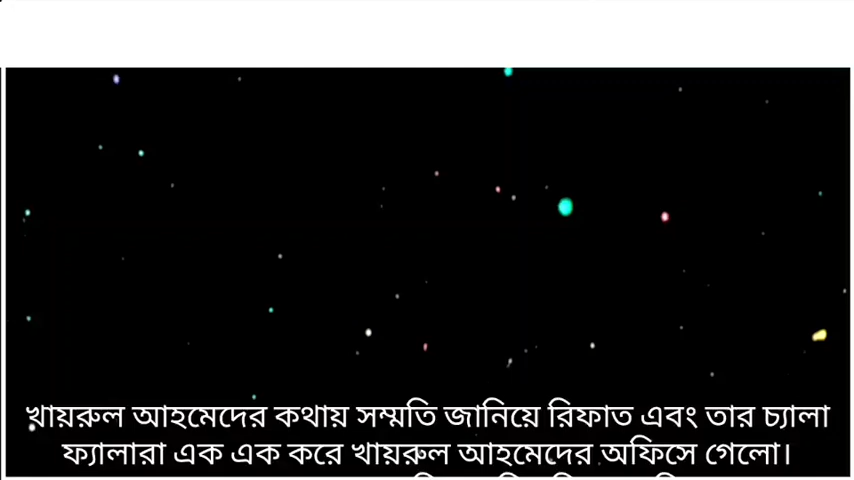 খায়রুল আহমেদের কথায় সম্মতি জানিয়ে রিফাত এবং তার চ্যালা
ফ্যালারা এক এক করে খায়রুল আহমেদের অফিসে গেলো।